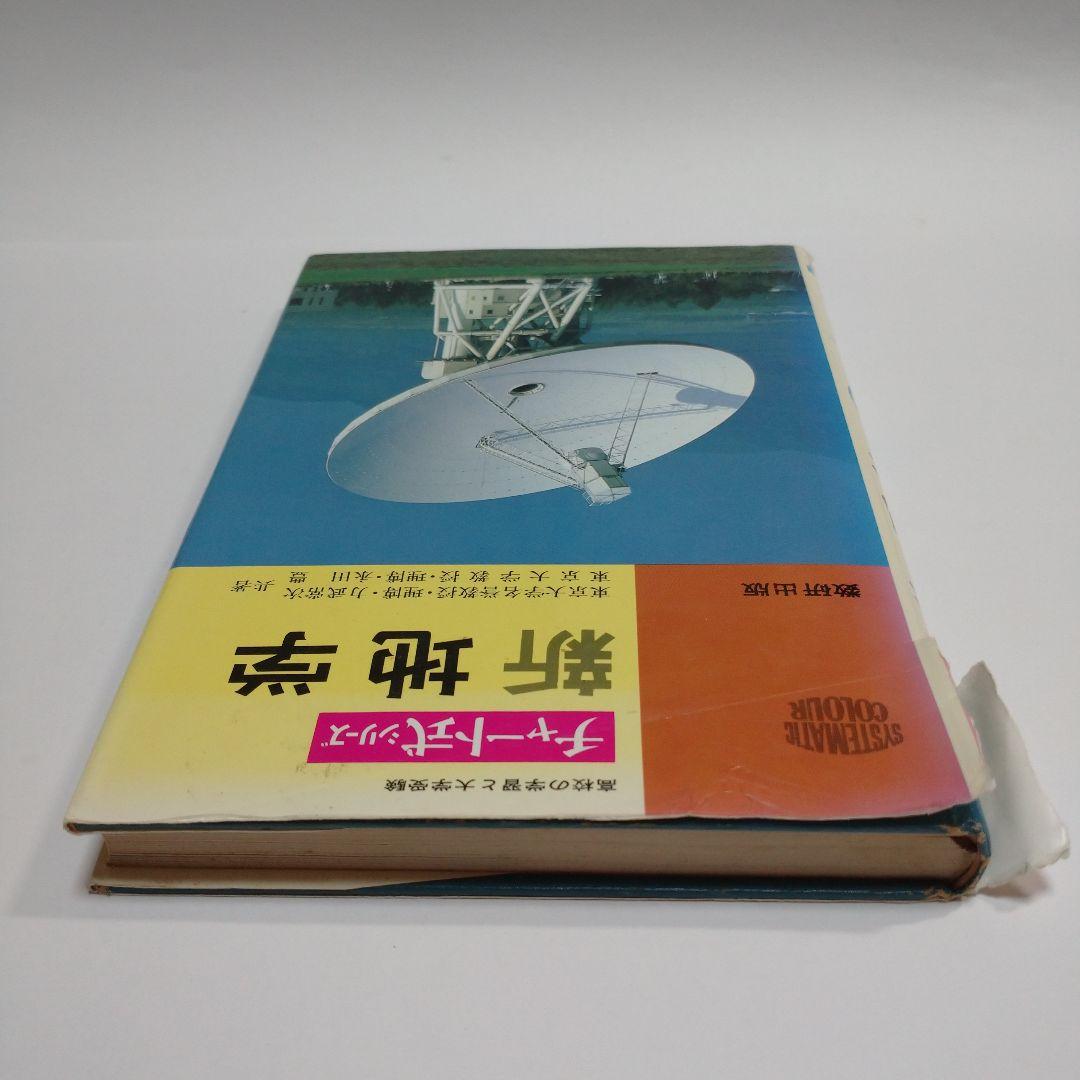 高校の学習と大学受験
チャート式シリーズ
新地学
東京大学名誉教授・理博・力武常次
東京大学教授・理博・永田 豊 共著
SYSTEMATIC
COLOUR
数研出版